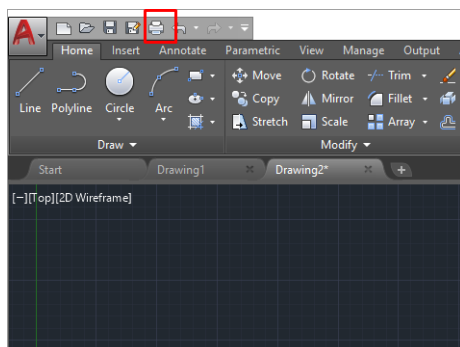 A
Home Insert Annotate Parametric View Manage Output
Line Polyline Circle Arc Move Rotate Trim
Copy Mirror Fillet
Stretch Scale Array
Draw Modify
Start Drawing1 Drawing2*
[−][Top][2D Wireframe]